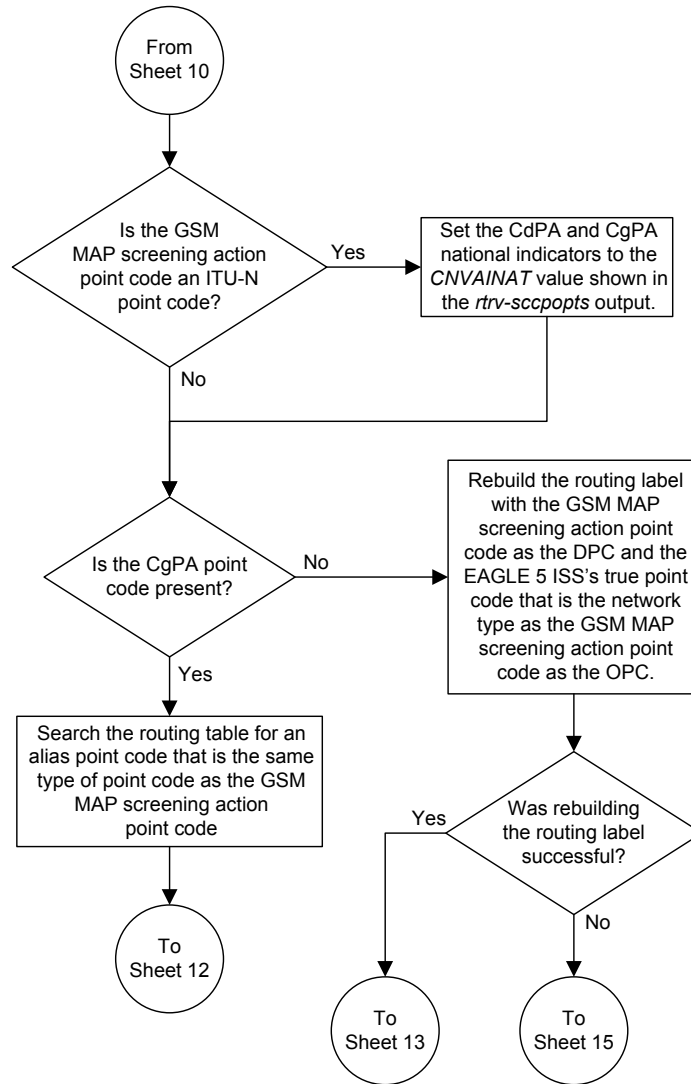 From
Sheet 10
Is the GSM
MAP screening action
point code an ITU-N
point code?
Yes
Set the CdPA and CgPA
national indicators to the
CNVAINAT value shown in
the rtrv-sccpopts output.
No
Is the CgPA point
code present?
No
Rebuild the routing label
with the GSM MAP
screening action point
code as the DPC and the
EAGLE 5 ISS's true point
code that is the network
type as the GSM MAP
screening action point
code as the OPC.
Yes
Search the routing table for an
alias point code that is the same
type of point code as the GSM
MAP screening action
point code
Yes
Was rebuilding
the routing label
successful?
No
To
Sheet 12
To
Sheet 13
To
Sheet 15